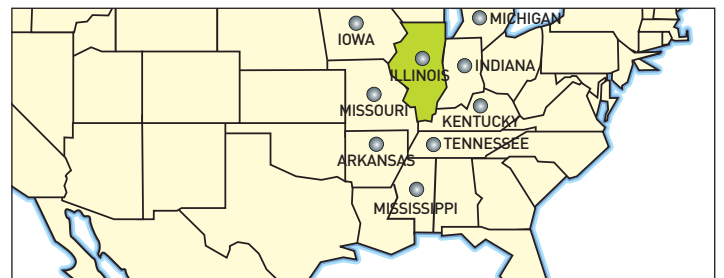 MICHIGAN
IOWA
ILLINOIS
INDIANA
MISSOURI
KENTUCKY
TENNESSEE
ARKANSAS
MISSISSIPPI